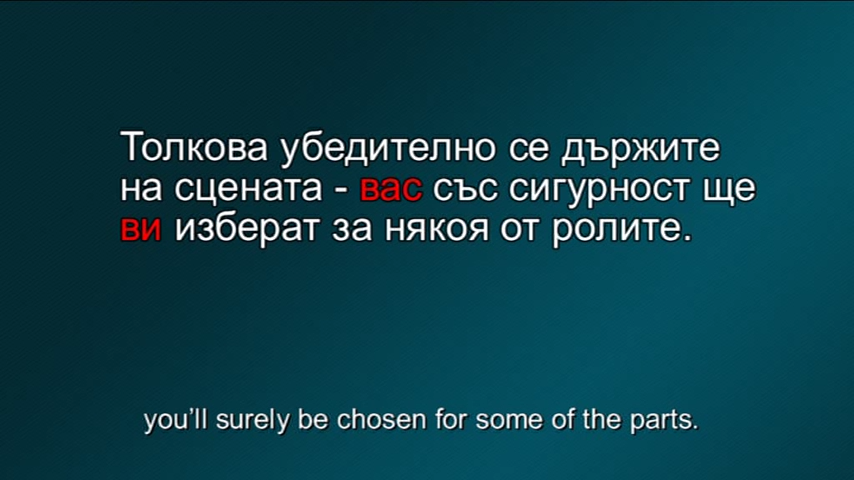 Толкова убедително се държите
на сцената - вас със сигурност ще
ви изберат за някоя от ролите.
you'll surely be chosen for some of the parts.